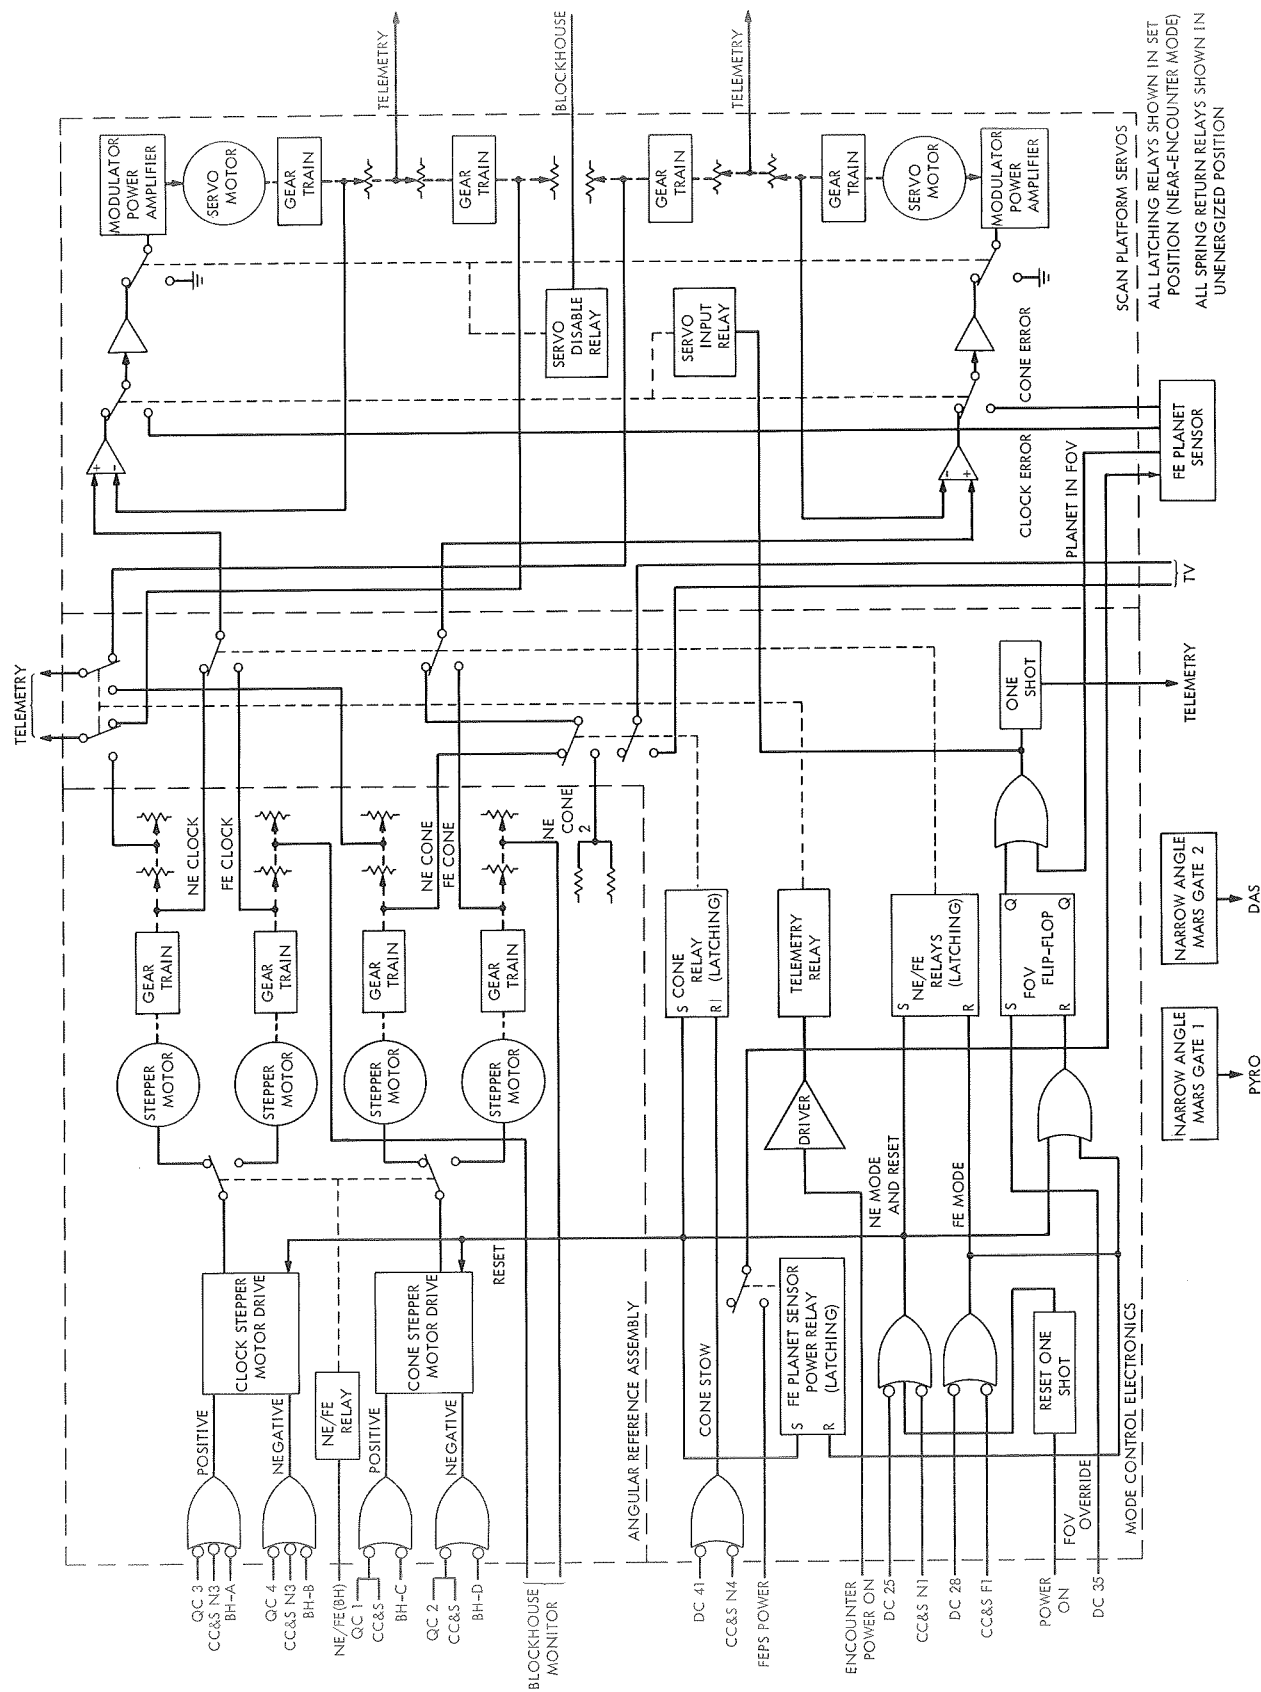 TELEMETRY
BLOCKHOUSE
TELEMETRY
MODULATOR
POWER
AMPLIFIER
SERVO
MOTOR
GEAR
TRAIN
GEAR
TRAIN
GEAR
TRAIN
GEAR
TRAIN
SERVO
MOTOR
MODULATOR
POWER
AMPLIFIER
SERVO
DISABLE
RELAY
SERVO
INPUT
RELAY
SCAN PLATFORM SERVOS
ALL LATCHING RELAYS SHOWN IN SET
POSITION (NEAR-ENCOUNTER MODE)
ALL SPRING RETURN RELAYS SHOWN IN
UNENERGIZED POSITION
+
-
-
+
CONE ERROR
CLOCK ERROR
PLANET IN FOV
FE PLANET
SENSOR
TV
TELEMETRY
NE CLOCK
FE CLOCK
NE CONE
FE CONE
NE
CONE
2
GEAR
TRAIN
GEAR
TRAIN
GEAR
TRAIN
GEAR
TRAIN
STEPPER
MOTOR
STEPPER
MOTOR
STEPPER
MOTOR
STEPPER
MOTOR
S CONE
RELAY
R (LATCHING)
TELEMETRY
RELAY
S NE/FE
RELAYS
R (LATCHING)
S FOV Q
FLIP-FLOP
R Q
ONE
SHOT
TELEMETRY
NARROW ANGLE
MARS GATE 2
DAS
NARROW ANGLE
MARS GATE 1
PYRO
DRIVER
NE MODE
AND RESET
FE MODE
RESET
CLOCK STEPPER
MOTOR DRIVE
CONE STEPPER
MOTOR DRIVE
POSITIVE
NEGATIVE
NE/FE
RELAY
POSITIVE
NEGATIVE
ANGULAR REFERENCE ASSEMBLY
CONE STOW
S FE PLANET SENSOR
POWER RELAY
R (LATCHING)
RESET ONE
SHOT
FOV
OVERRIDE
MODE CONTROL ELECTRONICS
QC 3
CC&S N3
BH-A
QC 4
CC&S N3
BH-B
NE/FE(BH)
QC 1
CC&S
BH-C
QC 2
CC&S
BH-D
BLOCKHOUSE
MONITOR
DC 41
CC&S N4
FEPS POWER
ENCOUNTER
POWER ON
DC 25
CC&S N1
DC 28
CC&S F1
POWER
ON
DC 35